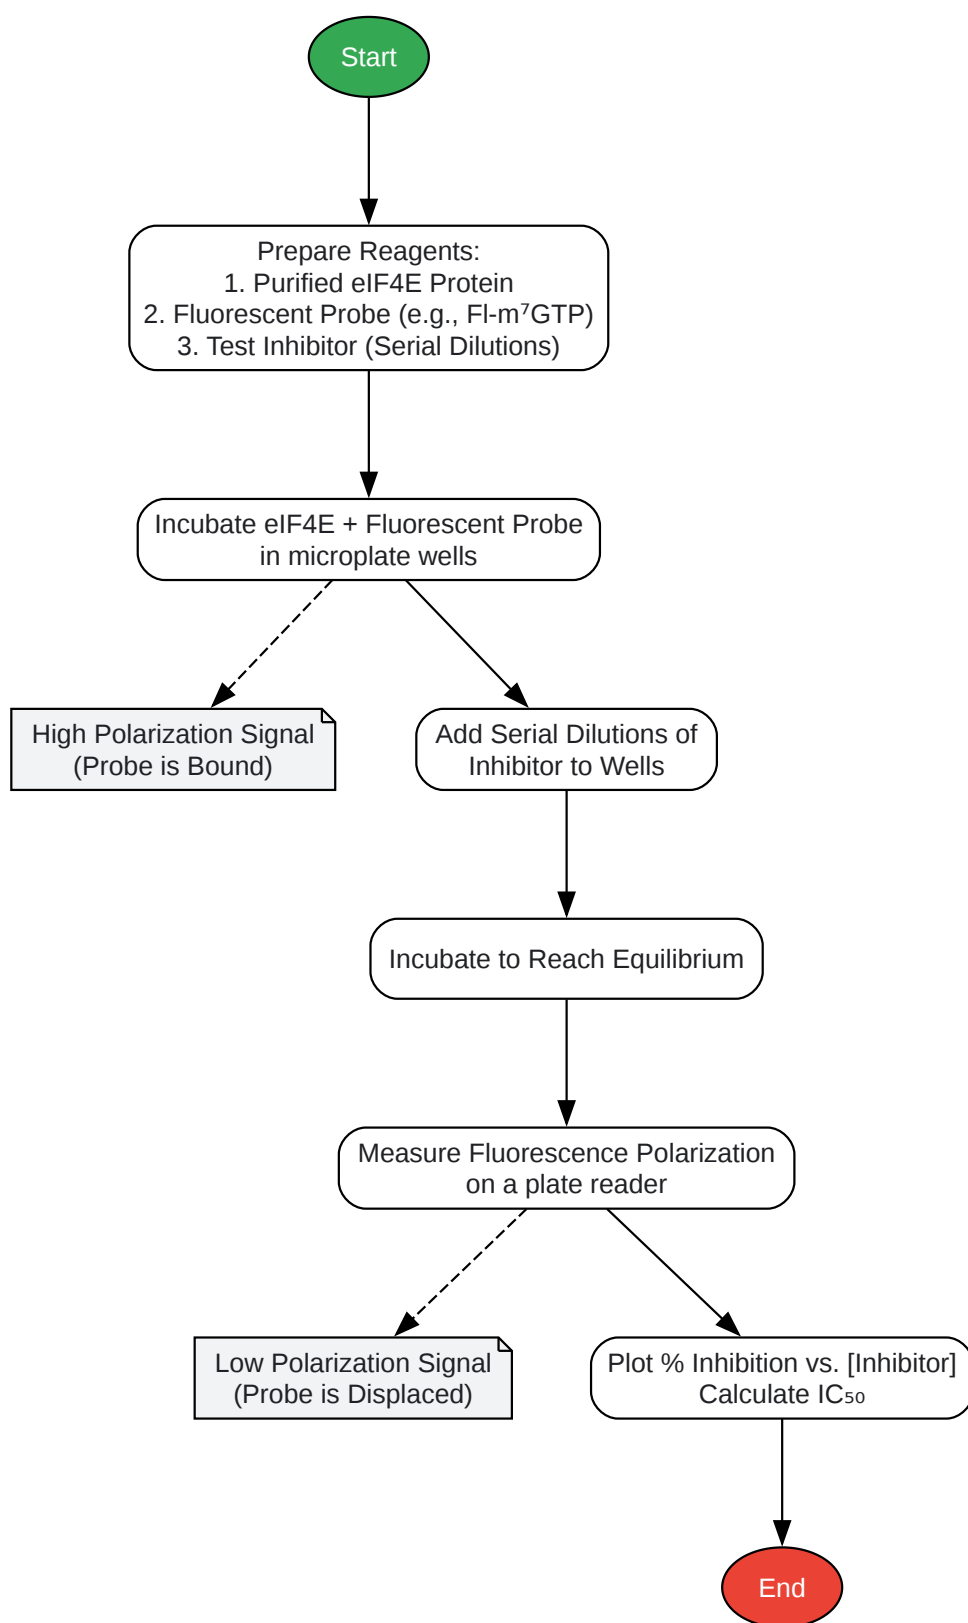 Start
Prepare Reagents:
1. Purified eIF4E Protein
2. Fluorescent Probe (e.g., Fl-m⁷GTP)
3. Test Inhibitor (Serial Dilutions)
Incubate eIF4E + Fluorescent Probe
in microplate wells
High Polarization Signal
(Probe is Bound)
Add Serial Dilutions of
Inhibitor to Wells
Incubate to Reach Equilibrium
Measure Fluorescence Polarization
on a plate reader
Low Polarization Signal
(Probe is Displaced)
Plot % Inhibition vs. [Inhibitor]
Calculate IC₅₀
End